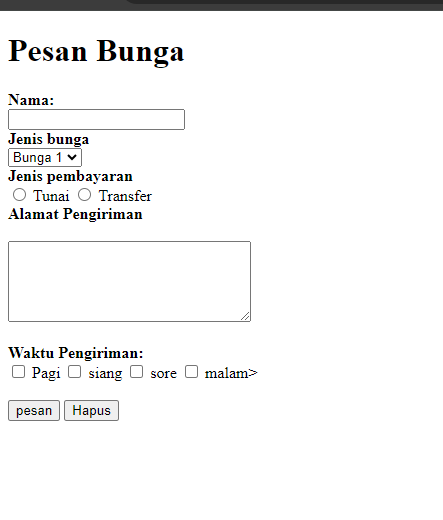 Pesan Bunga
Nama:
Jenis bunga
Bunga 1
Jenis pembayaran
Tunai Transfer
Alamat Pengiriman
Waktu Pengiriman:
Pagi siang sore malam>
pesan Hapus